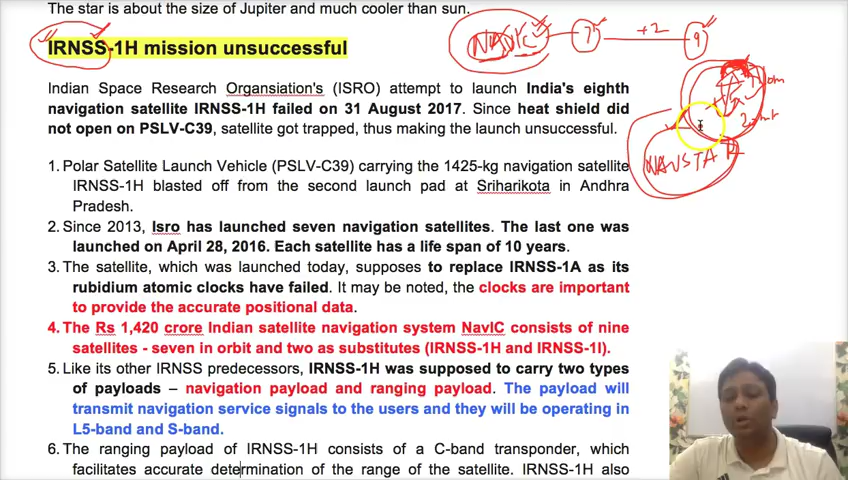 The star is about the size of Jupiter and much cooler than sun.
IRNSS-1H mission unsuccessful
NAVIC 7 +2 9
Indian Space Research Organsiation's (ISRO) attempt to launch India's eighth
navigation satellite IRNSS-1H failed on 31 August 2017. Since heat shield did
not open on PSLV-C39, satellite got trapped, thus making the launch unsuccessful.
NAVSTAR
1. Polar Satellite Launch Vehicle (PSLV-C39) carrying the 1425-kg navigation satellite
IRNSS-1H blasted off from the second launch pad at Sriharikota in Andhra
Pradesh.
2. Since 2013, Isro has launched seven navigation satellites. The last one was
launched on April 28, 2016. Each satellite has a life span of 10 years.
3. The satellite, which was launched today, supposes to replace IRNSS-1A as its
rubidium atomic clocks have failed. It may be noted, the clocks are important
to provide the accurate positional data.
4. The Rs 1,420 crore Indian satellite navigation system NavIC consists of nine
satellites - seven in orbit and two as substitutes (IRNSS-1H and IRNSS-1I).
5. Like its other IRNSS predecessors, IRNSS-1H was supposed to carry two types
of payloads – navigation payload and ranging payload. The payload will
transmit navigation service signals to the users and they will be operating in
L5-band and S-band.
6. The ranging payload of IRNSS-1H consists of a C-band transponder, which
facilitates accurate determination of the range of the satellite. IRNSS-1H also